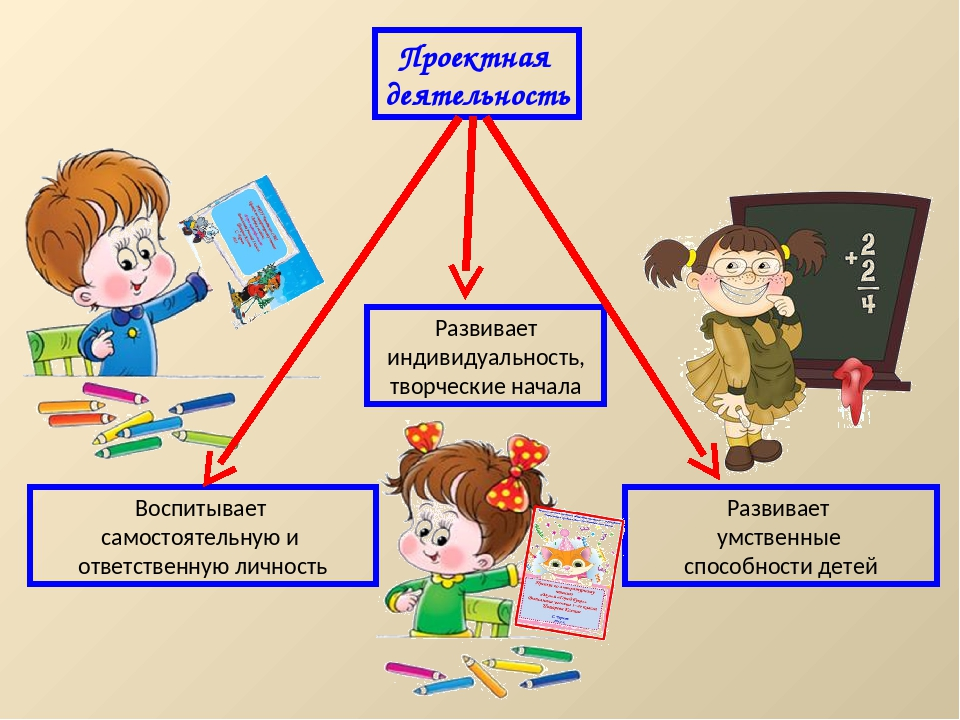 Проектная
деятельность
Развивает
индивидуальность,
творческие начала
+
2
2
4
Воспитывает
самостоятельную и
ответственную личность
Развивает
умственные
способности детей